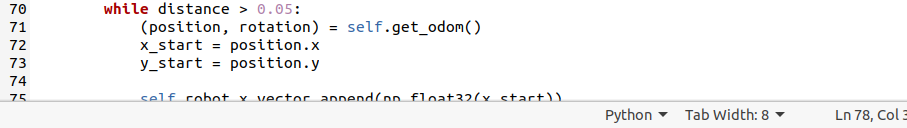 70 while distance > 0.05:
71 (position, rotation) = self.get_odom()
72 x_start = position.x
73 y_start = position.y
74
75 self.robot_x_vector.append(np.float32(x_start))
Python Tab Width: 8 Ln 78, Col 3